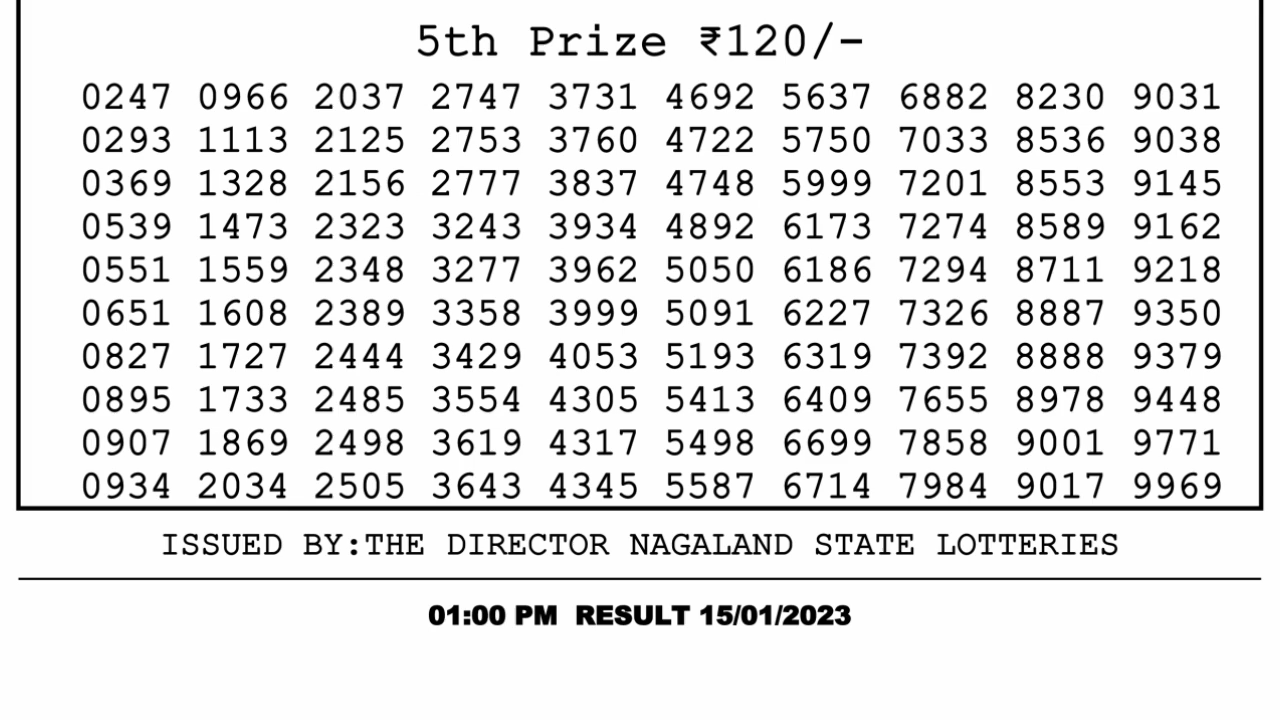 5th Prize ₹120/-
0247 0966 2037 2747 3731 4692 5637 6882 8230 9031
0293 1113 2125 2753 3760 4722 5750 7033 8536 9038
0369 1328 2156 2777 3837 4748 5999 7201 8553 9145
0539 1473 2323 3243 3934 4892 6173 7274 8589 9162
0551 1559 2348 3277 3962 5050 6186 7294 8711 9218
0651 1608 2389 3358 3999 5091 6227 7326 8887 9350
0827 1727 2444 3429 4053 5193 6319 7392 8888 9379
0895 1733 2485 3554 4305 5413 6409 7655 8978 9448
0907 1869 2498 3619 4317 5498 6699 7858 9001 9771
0934 2034 2505 3643 4345 5587 6714 7984 9017 9969
ISSUED BY:THE DIRECTOR NAGALAND STATE LOTTERIES
01:00 PM RESULT 15/01/2023